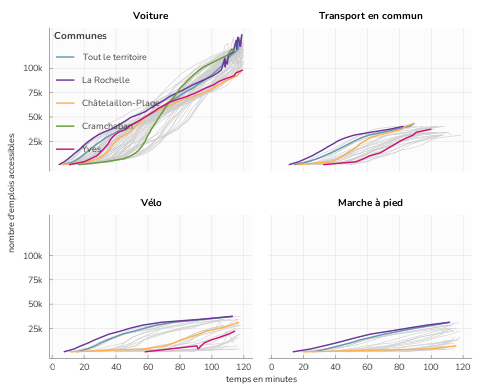 Voiture
Transport en commun
Communes
Tout le territoire
La Rochelle
Châtelaillon-Plage
Cramchaban
Yves
100k
75k
50k
25k
nombre d'emplois accessibles
Vélo
Marche à pied
100k
75k
50k
25k
0 20 40 60 80 100 120
0 20 40 60 80 100 120
temps en minutes